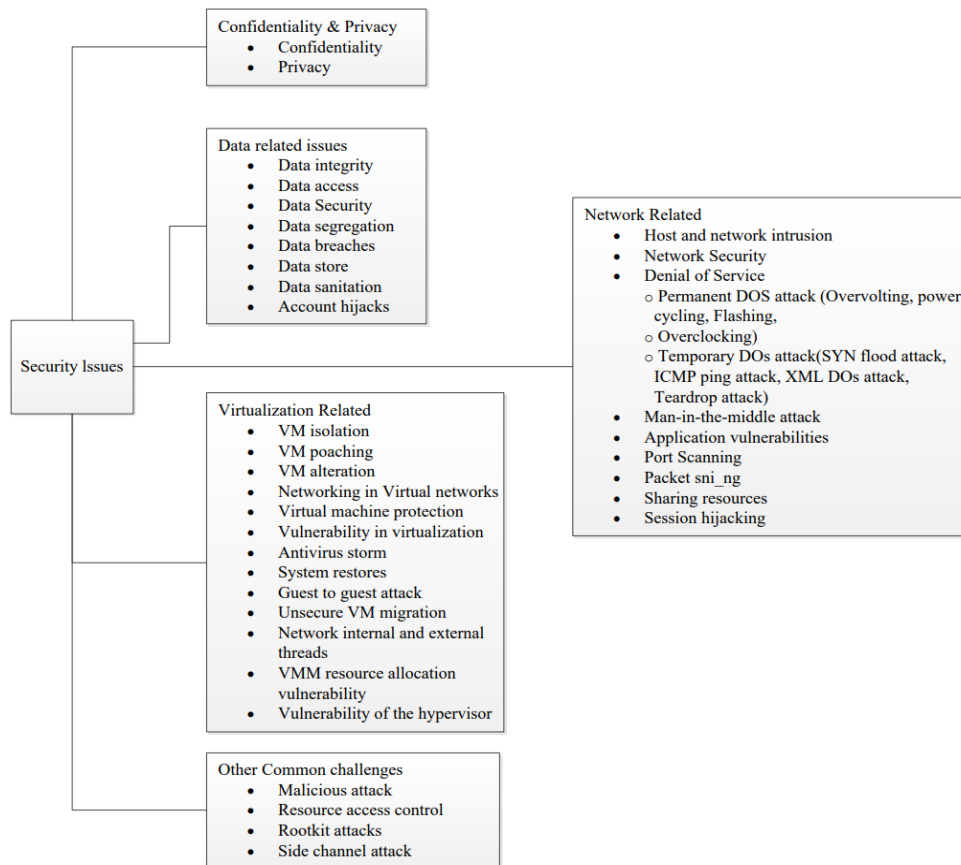 Confidentiality & Privacy
• Confidentiality
• Privacy
Data related issues
• Data integrity
• Data access
• Data Security
• Data segregation
• Data breaches
• Data store
• Data sanitation
• Account hijacks
Security Issues
Network Related
• Host and network intrusion
• Network Security
• Denial of Service
o Permanent DOS attack (Overvolting, power
cycling, Flashing,
o Overclocking)
o Temporary DOs attack(SYN flood attack,
ICMP ping attack, XML DOs attack,
Teardrop attack)
• Man-in-the-middle attack
• Application vulnerabilities
• Port Scanning
• Packet sni_ng
• Sharing resources
• Session hijacking
Virtualization Related
• VM isolation
• VM poaching
• VM alteration
• Networking in Virtual networks
• Virtual machine protection
• Vulnerability in virtualization
• Antivirus storm
• System restores
• Guest to guest attack
• Unsecure VM migration
• Network internal and external
threads
• VMM resource allocation
vulnerability
• Vulnerability of the hypervisor
Other Common challenges
• Malicious attack
• Resource access control
• Rootkit attacks
• Side channel attack